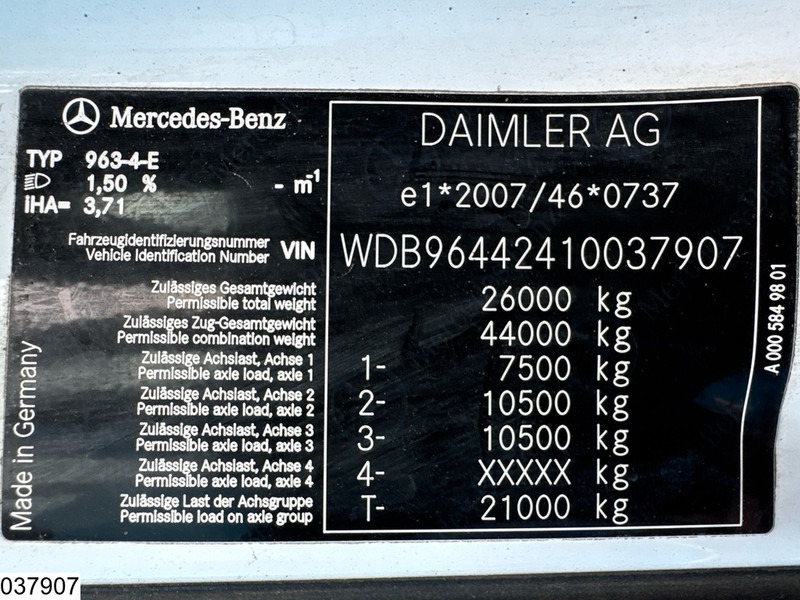 Mercedes-Benz
TYP 963-4-E
1,50 % - m-1
iHA= 3,71
DAIMLER AG
e1*2007/46*0737
Fahrzeugidentifizierungsnummer
Vehicle Identification Number VIN WDB96442410037907
Zulässiges Gesamtgewicht
Permissible total weight 26000 kg
Zulässiges Zug-Gesamtgewicht
Permissible combination weight 44000 kg
Zulässige Achslast, Achse 1
Permissible axle load, axle 1 1- 7500 kg
Zulässige Achslast, Achse 2
Permissible axle load, axle 2 2- 10500 kg
Zulässige Achslast, Achse 3
Permissible axle load, axle 3 3- 10500 kg
Zulässige Achslast, Achse 4
Permissible axle load, axle 4 4- XXXXX kg
Zulässige Last der Achsgruppe
Permissible load on axle group T- 21000 kg
Made in Germany
A 000 584 98 01
037907